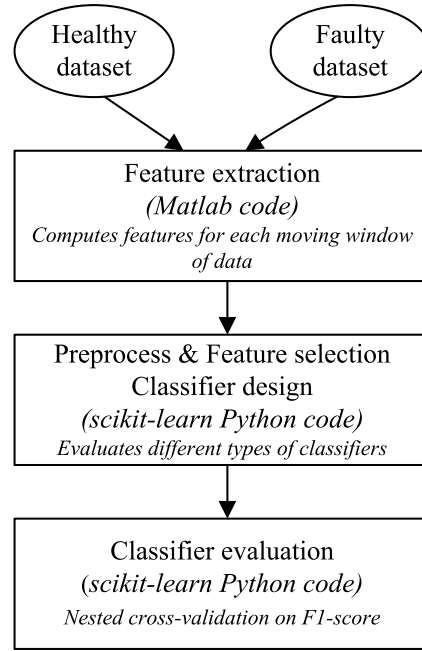 Healthy
dataset
Faulty
dataset
Feature extraction
(Matlab code)
Computes features for each moving window
of data
Preprocess & Feature selection
Classifier design
(scikit-learn Python code)
Evaluates different types of classifiers
Classifier evaluation
(scikit-learn Python code)
Nested cross-validation on F1-score